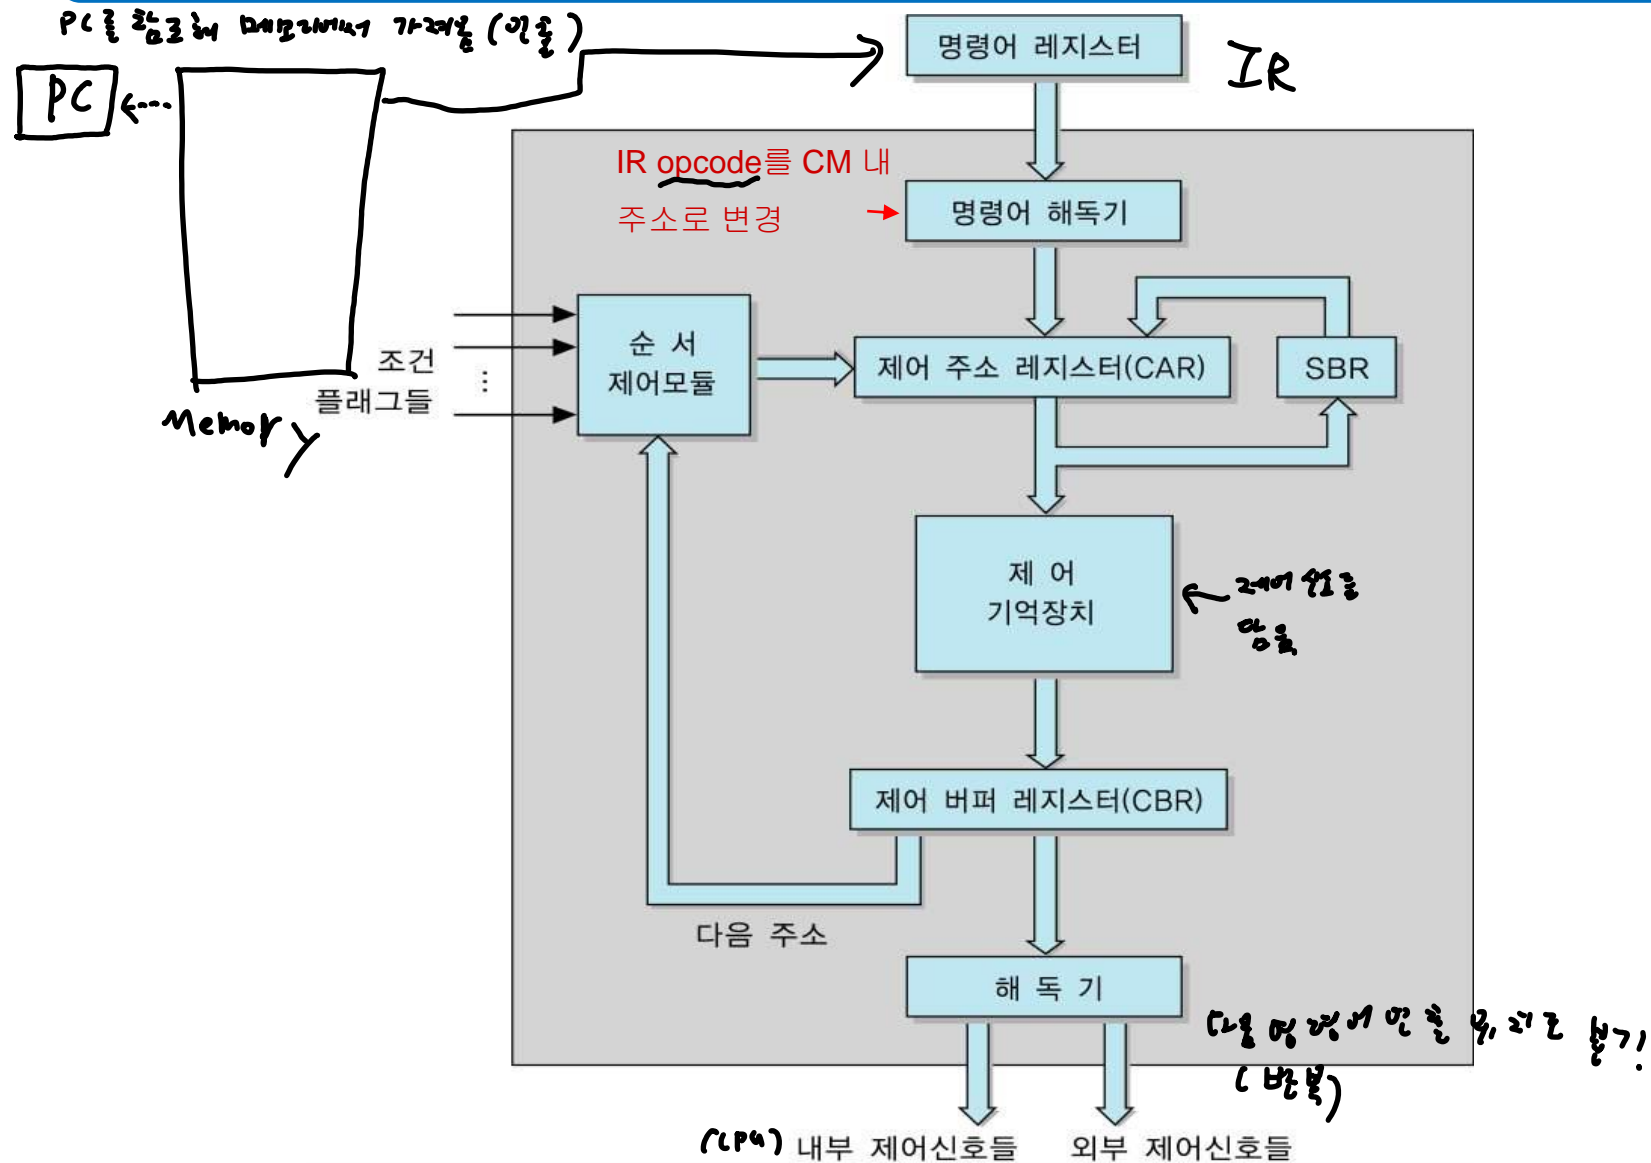 PC를 참조해 메모리에서 가져옴 (인출)
PC
명령어 레지스터
IR
IR opcode를 CM 내
주소로 변경
명령어 해독기
순 서
제어모듈
조건
플래그들
⋮
Memory
제어 주소 레지스터(CAR)
SBR
제 어
기억장치
제어 신호들
담음
제어 버퍼 레지스터(CBR)
다음 주소
해 독 기
다음 명령어 인출
(반복)
(CPU) 내부 제어신호들
외부 제어신호들